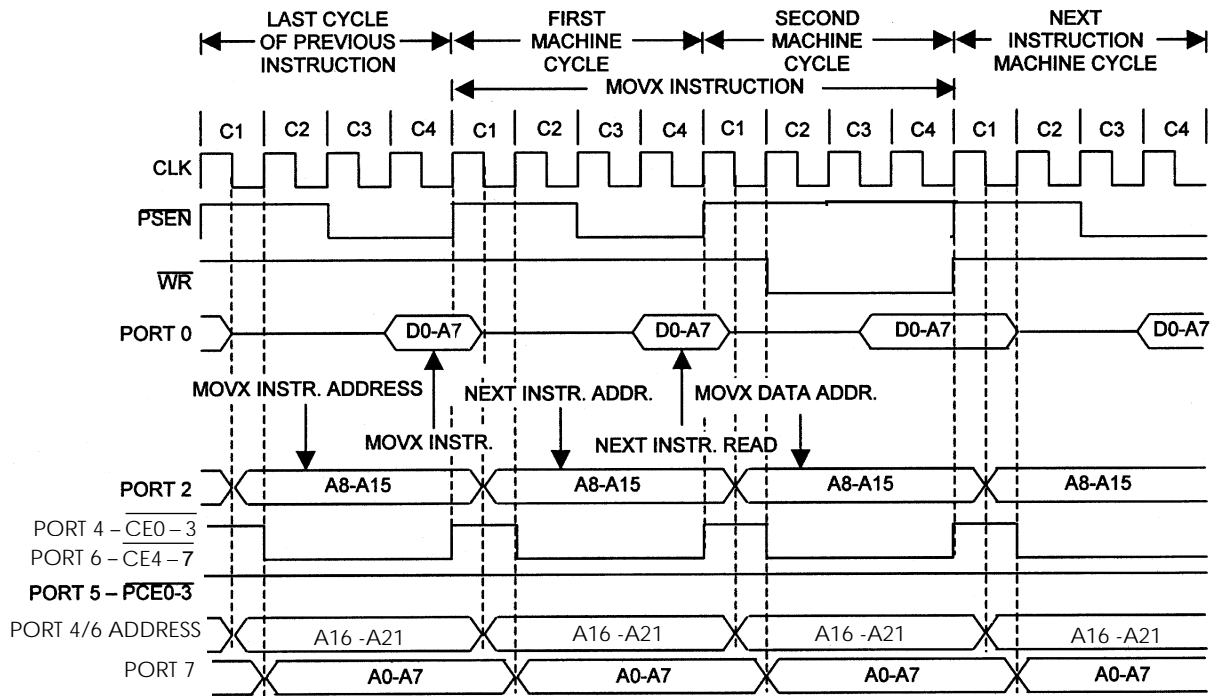 LAST CYCLE
OF PREVIOUS
INSTRUCTION
FIRST
MACHINE
CYCLE
SECOND
MACHINE
CYCLE
NEXT
INSTRUCTION
MACHINE CYCLE
MOVX INSTRUCTION
C1 C2 C3 C4 C1 C2 C3 C4 C1 C2 C3 C4 C1 C2 C3 C4
CLK
PSEN
WR
PORT 0 D0-A7 D0-A7 D0-A7 D0-A7
MOVX INSTR. ADDRESS NEXT INSTR. ADDR. MOVX DATA ADDR.
MOVX INSTR. NEXT INSTR. READ
PORT 2 A8-A15 A8-A15 A8-A15 A8-A15
PORT 4 – CE0 – 3
PORT 6 – CE4 – 7
PORT 5 – PCE0-3
PORT 4/6 ADDRESS A16 -A21 A16 -A21 A16 -A21 A16 -A21
PORT 7 A0-A7 A0-A7 A0-A7 A0-A7